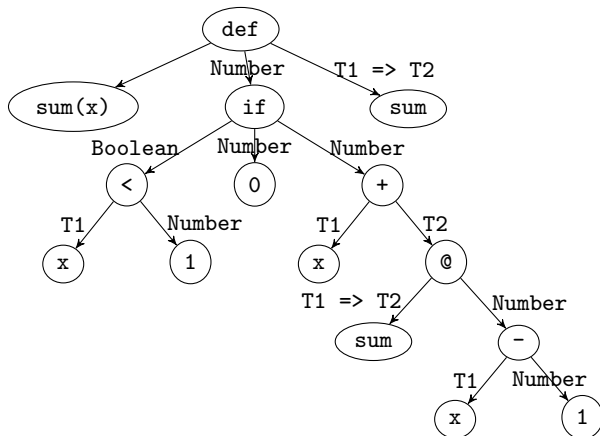 def
Number
T1 => T2
sum(x)
if
sum
Boolean
Number
Number
<
0
+
T1
Number
T1
T2
x
1
x
@
T1 => T2
Number
sum
-
T1
Number
x
1